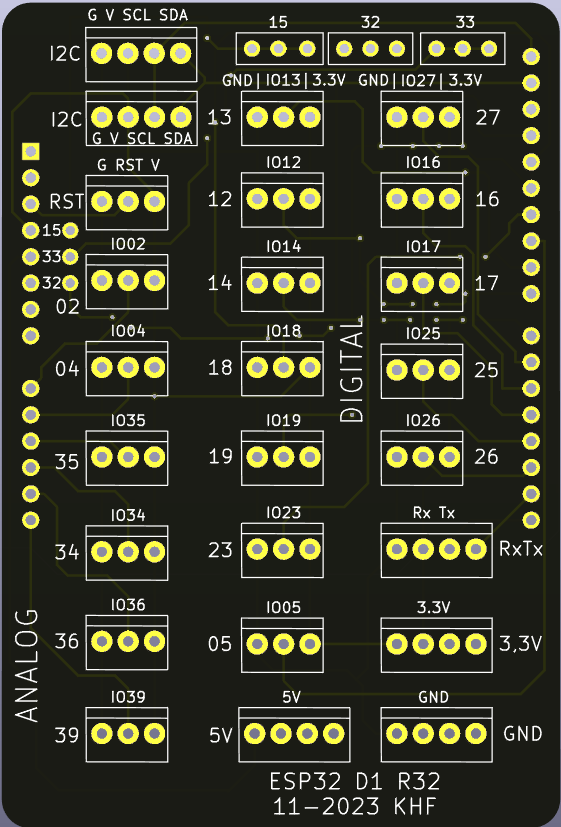 G V SCL SDA
I2C
15 32 33
I2C
G V SCL SDA
GND|IO13|3.3V GND|IO27|3.3V
13 27
G RST V IO12 IO16
RST 12 16
15
33
32
IO02 IO14 IO17
02 14 17
IO04 IO18 IO25
04 18 25
DIGITAL
IO35 IO19 IO26
35 19 26
IO34 IO23 Rx Tx
34 23 RxTx
ANALOG
IO36 IO05 3.3V
36 05 3,3V
IO39 5V GND
39 5V GND
ESP32 D1 R32
11-2023 KHF